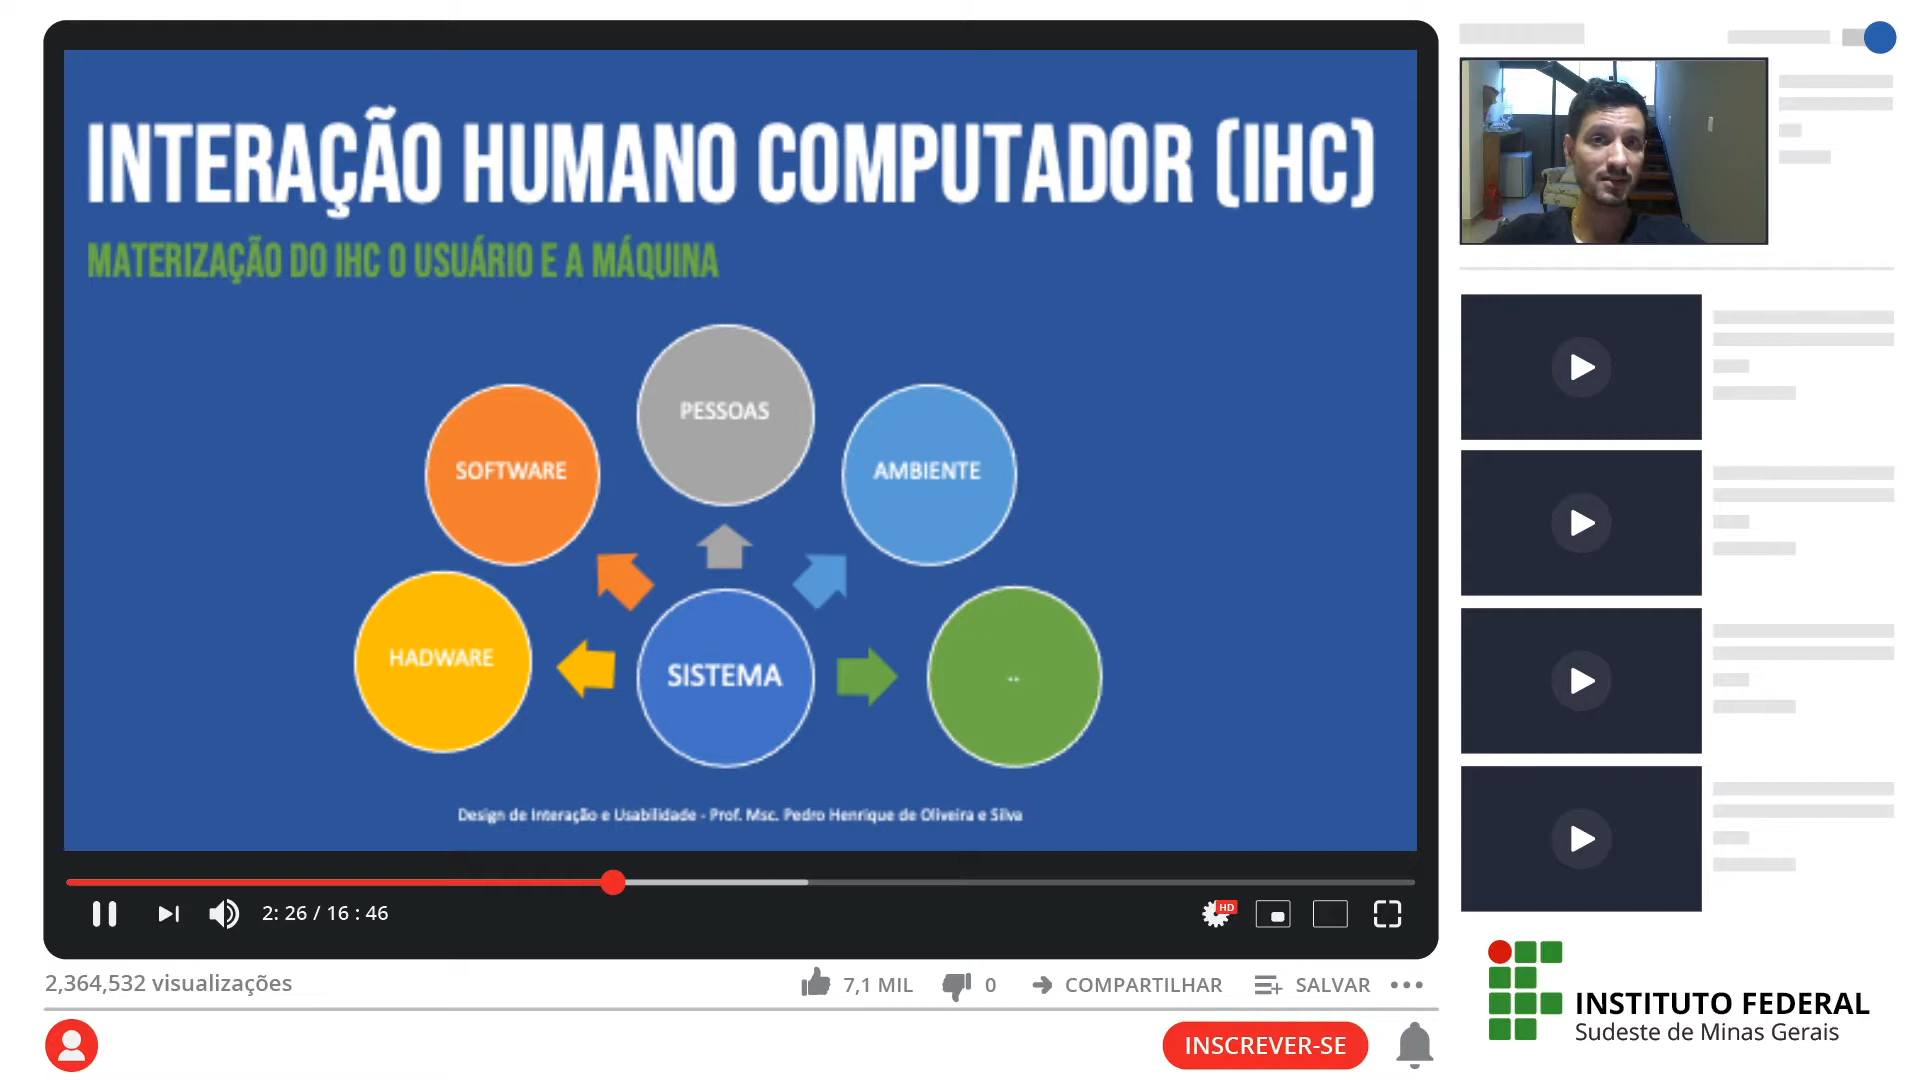 INTERAÇÃO HUMANO COMPUTADOR (IHC)
MATERIZAÇÃO DO IHC O USUÁRIO E A MÁQUINA
PESSOAS
SOFTWARE
AMBIENTE
HADWARE
SISTEMA
..
Design de Interação e Usabilidade - Prof. Msc. Pedro Henrique de Oliveira e Silva
2: 26 / 16 : 46
HD
2,364,532 visualizações
7,1 MIL
0
COMPARTILHAR
SALVAR
INSCREVER-SE
INSTITUTO FEDERAL
Sudeste de Minas Gerais